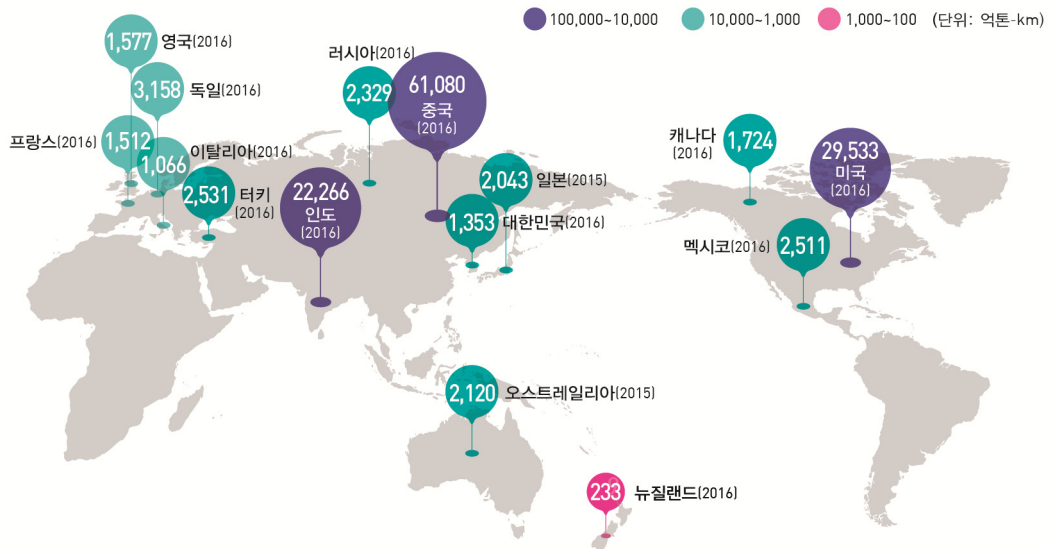 100,000~10,000 10,000~1,000 1,000~100 (단위: 억톤-km)
1,577 영국(2016)
3,158 독일(2016)
프랑스(2016) 1,512
1,066 이탈리아(2016)
2,531 터키
(2016)
러시아(2016)
2,329
61,080
중국
(2016)
22,266
인도
(2016)
2,043 일본(2015)
1,353 대한민국(2016)
캐나다
(2016)
1,724
29,533
미국
(2016)
멕시코(2016) 2,511
2,120 오스트레일리아(2015)
233 뉴질랜드(2016)